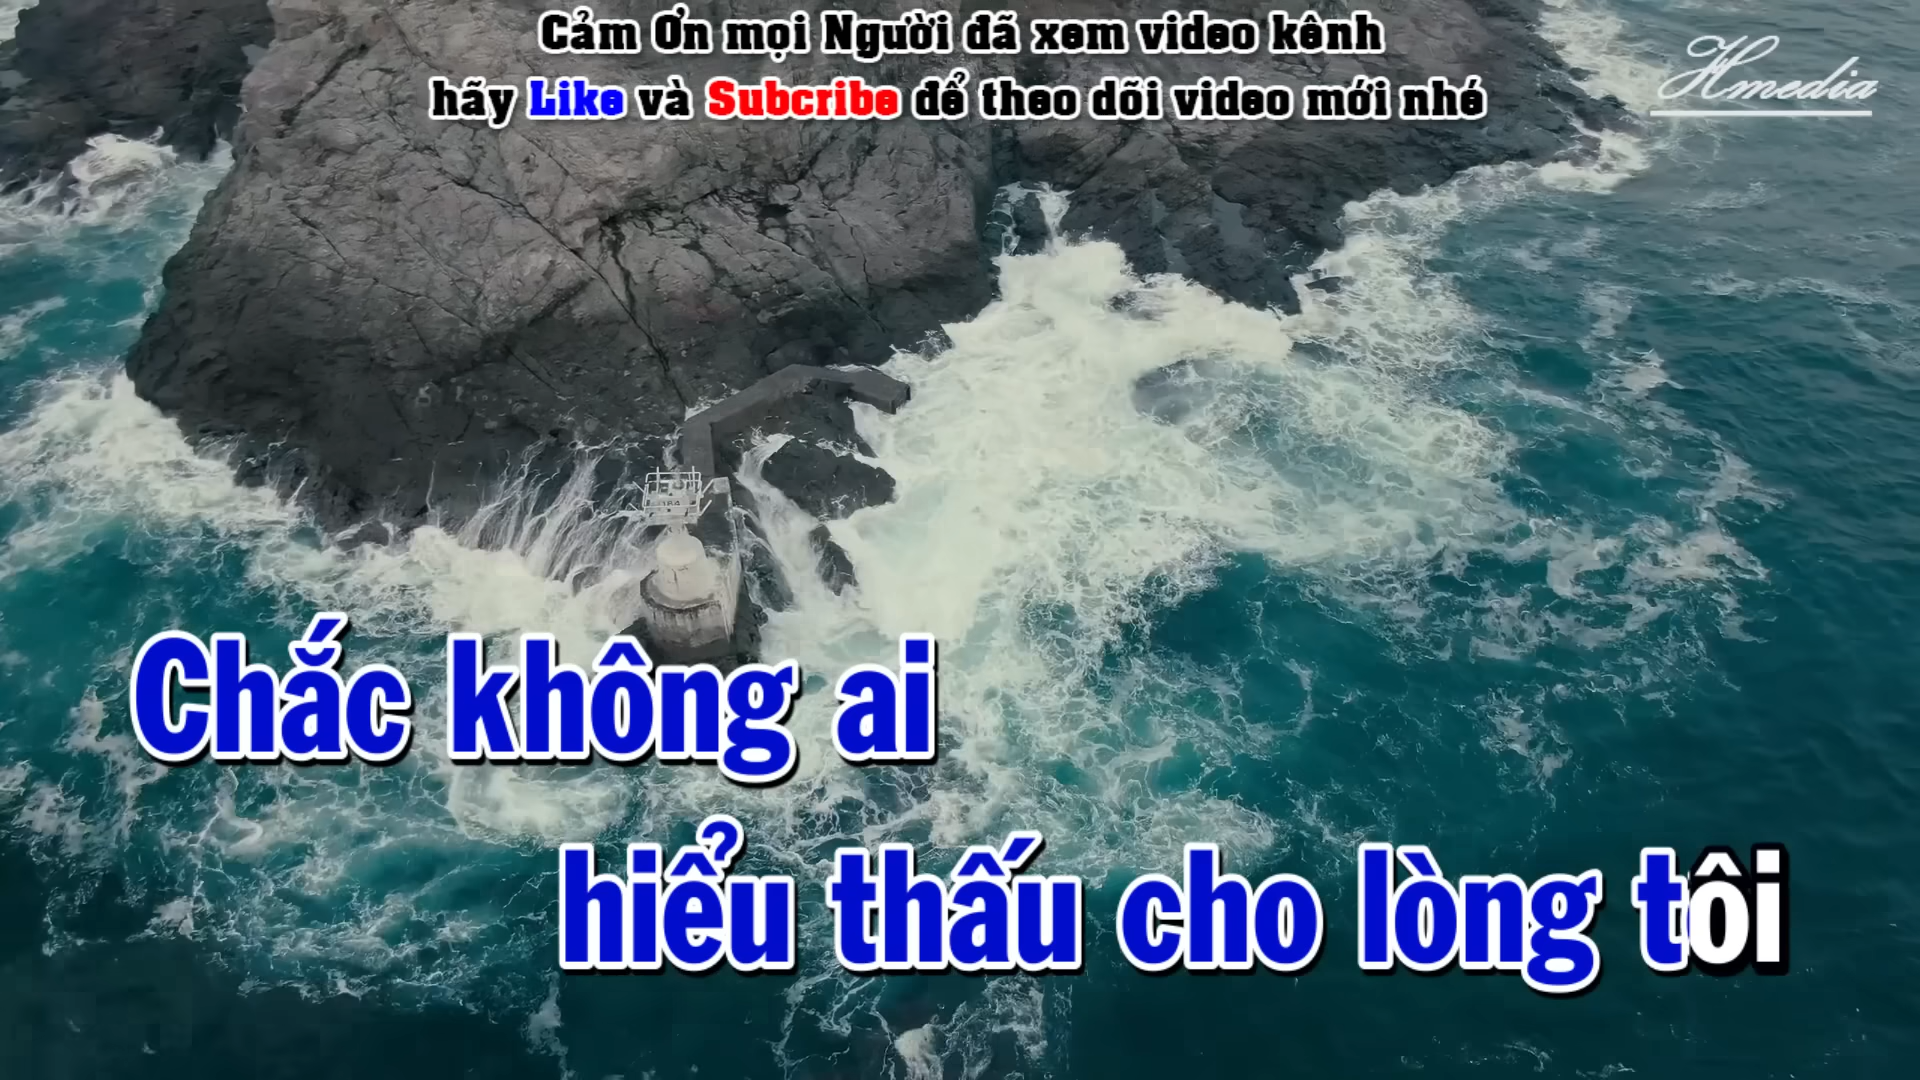 Cảm Ơn mọi Người đã xem video kênh
hãy Like và Subcribe để theo dõi video mới nhé
Hmedia
Chắc không ai
hiểu thấu cho lòng tôi